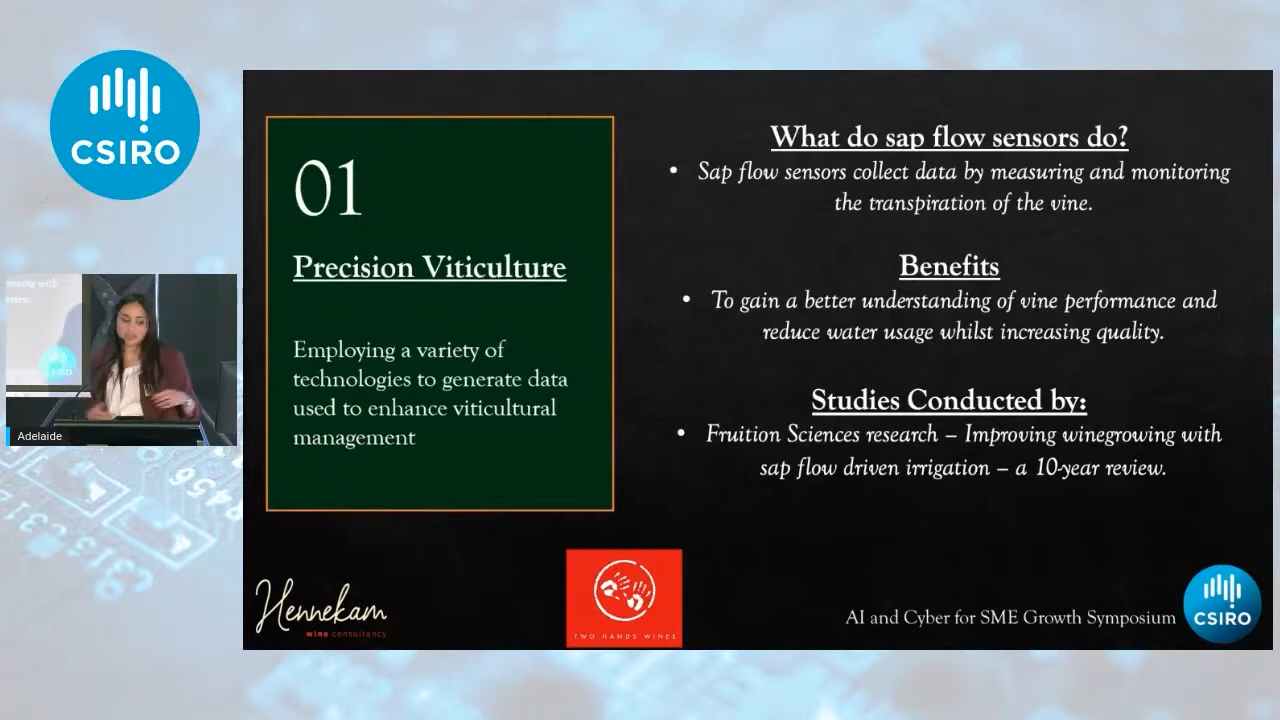 CSIRO
Adelaide
01
Precision Viticulture
Employing a variety of
technologies to generate data
used to enhance viticultural
management
What do sap flow sensors do?
• Sap flow sensors collect data by measuring and monitoring
the transpiration of the vine.
Benefits
• To gain a better understanding of vine performance and
reduce water usage whilst increasing quality.
Studies Conducted by:
• Fruition Sciences research – Improving winegrowing with
sap flow driven irrigation – a 10-year review.
Hennekam
wine consultancy
TWO HANDS WINES
AI and Cyber for SME Growth Symposium
CSIRO